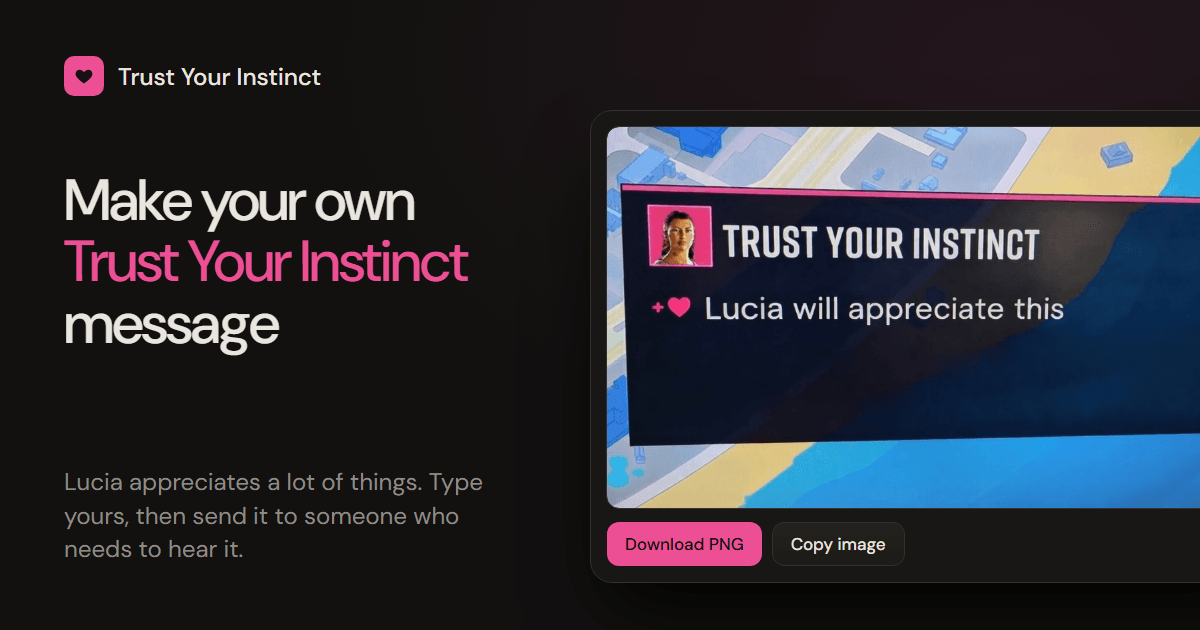 Trust Your Instinct
Make your own
Trust Your Instinct
message
Lucia appreciates a lot of things. Type
yours, then send it to someone who
needs to hear it.
TRUST YOUR INSTINCT
+ Lucia will appreciate this
Download PNG
Copy image